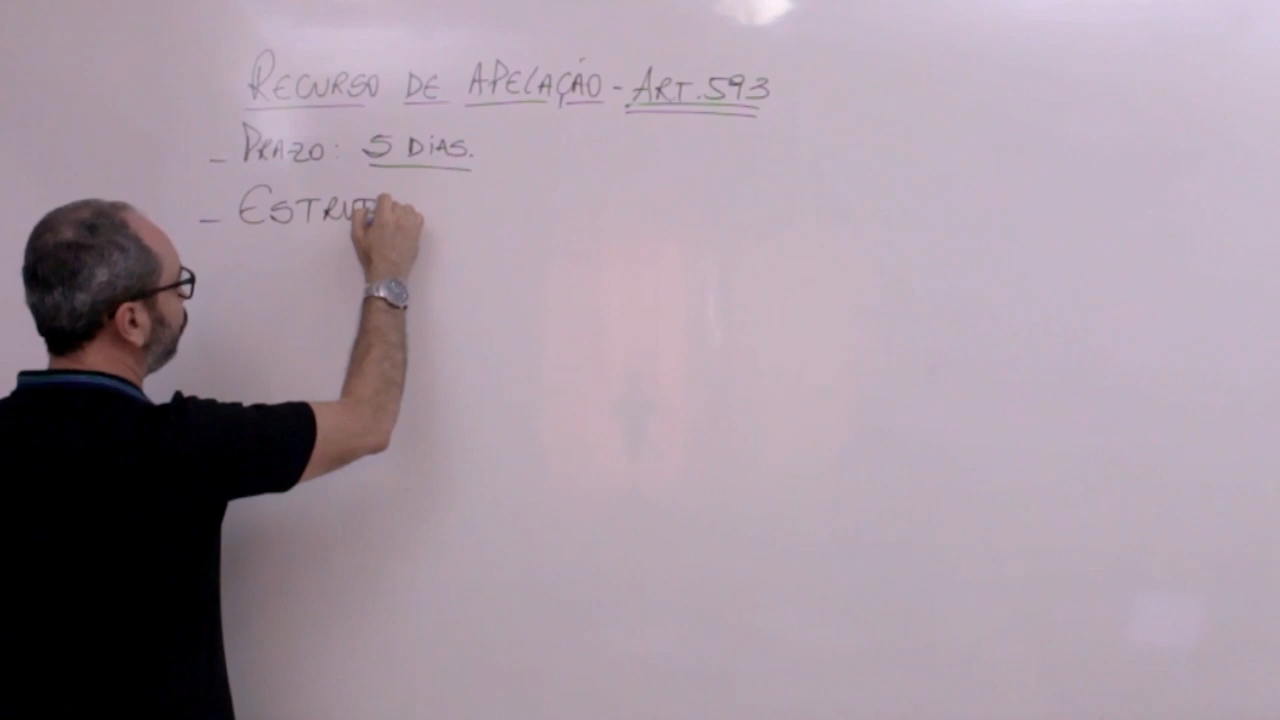 RECURSO DE APELAÇÃO - ART. 593
- PRAZO: 5 DIAS.
- ESTRUT